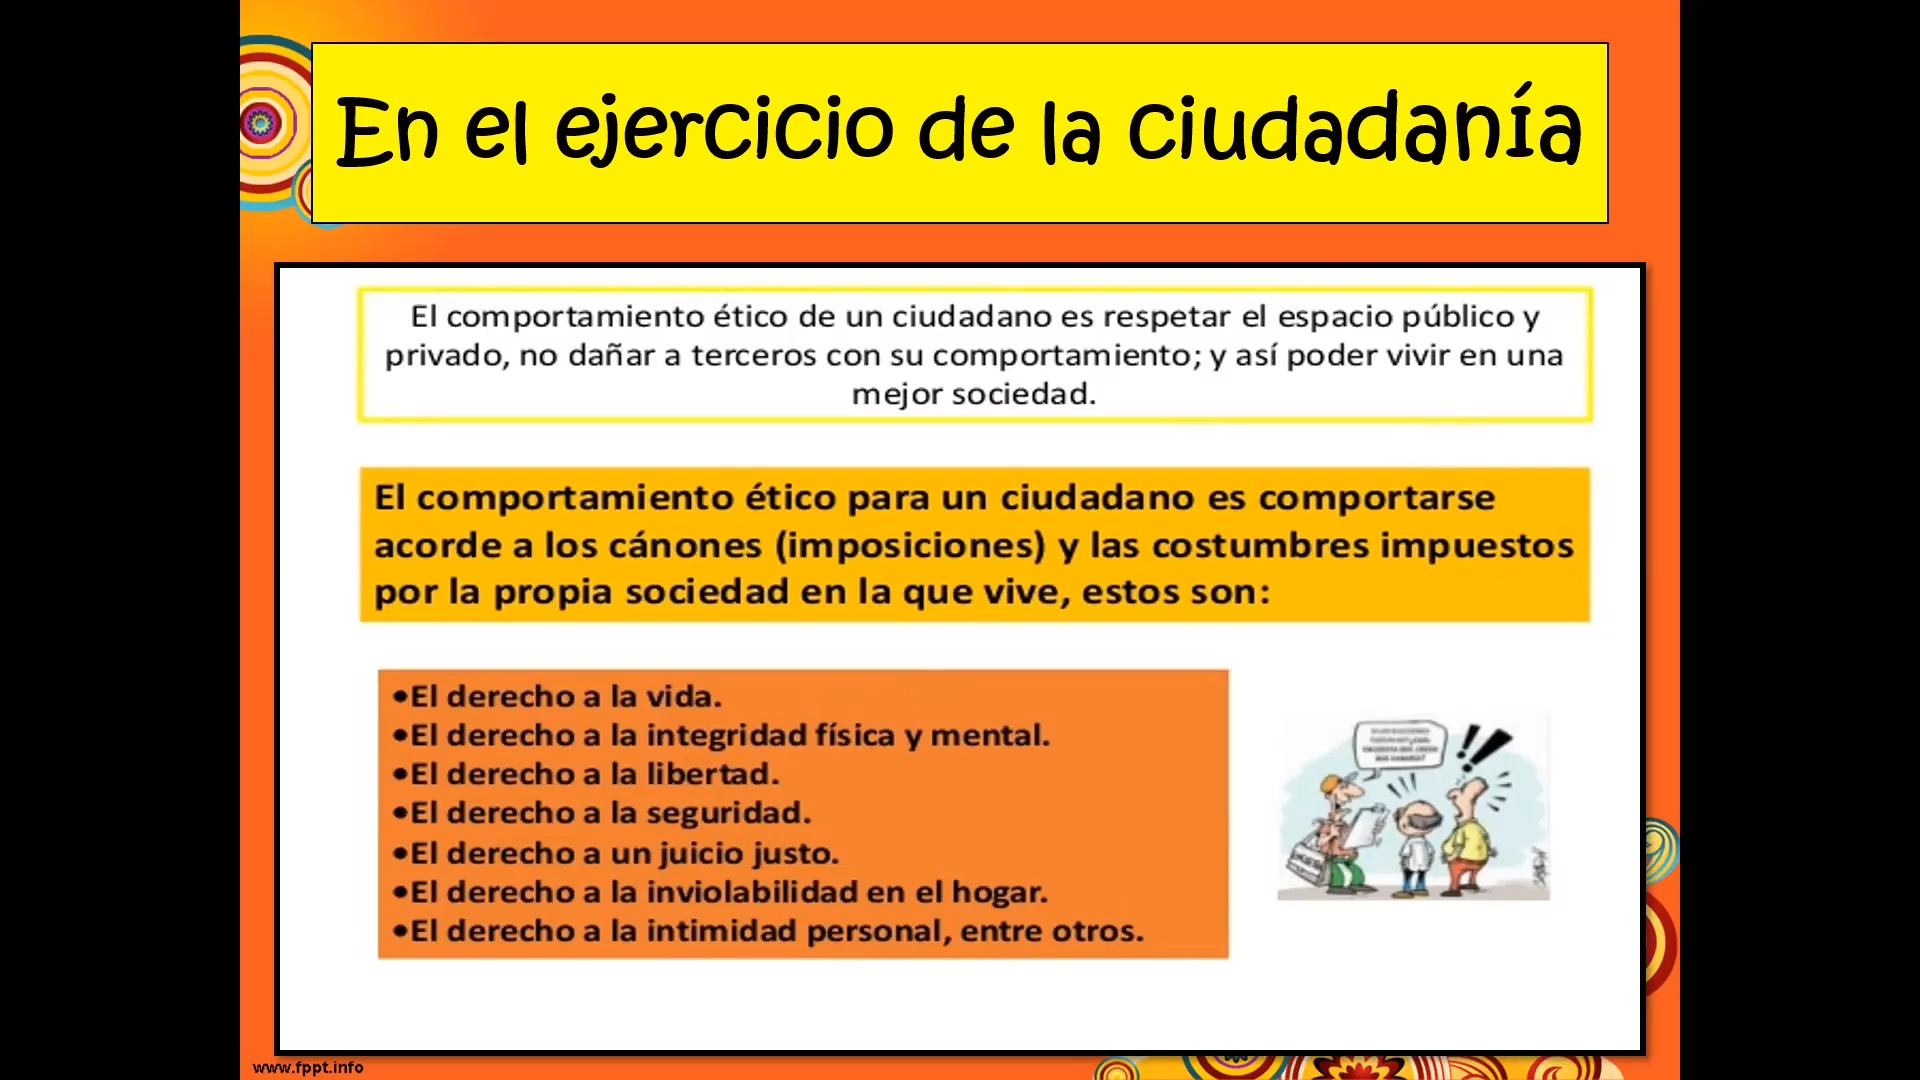 En el ejercicio de la ciudadanía
El comportamiento ético de un ciudadano es respetar el espacio público y
privado, no dañar a terceros con su comportamiento; y así poder vivir en una
mejor sociedad.
El comportamiento ético para un ciudadano es comportarse
acorde a los cánones (imposiciones) y las costumbres impuestos
por la propia sociedad en la que vive, estos son:
•El derecho a la vida.
•El derecho a la integridad física y mental.
•El derecho a la libertad.
•El derecho a la seguridad.
•El derecho a un juicio justo.
•El derecho a la inviolabilidad en el hogar.
•El derecho a la intimidad personal, entre otros.
www.fppt.info